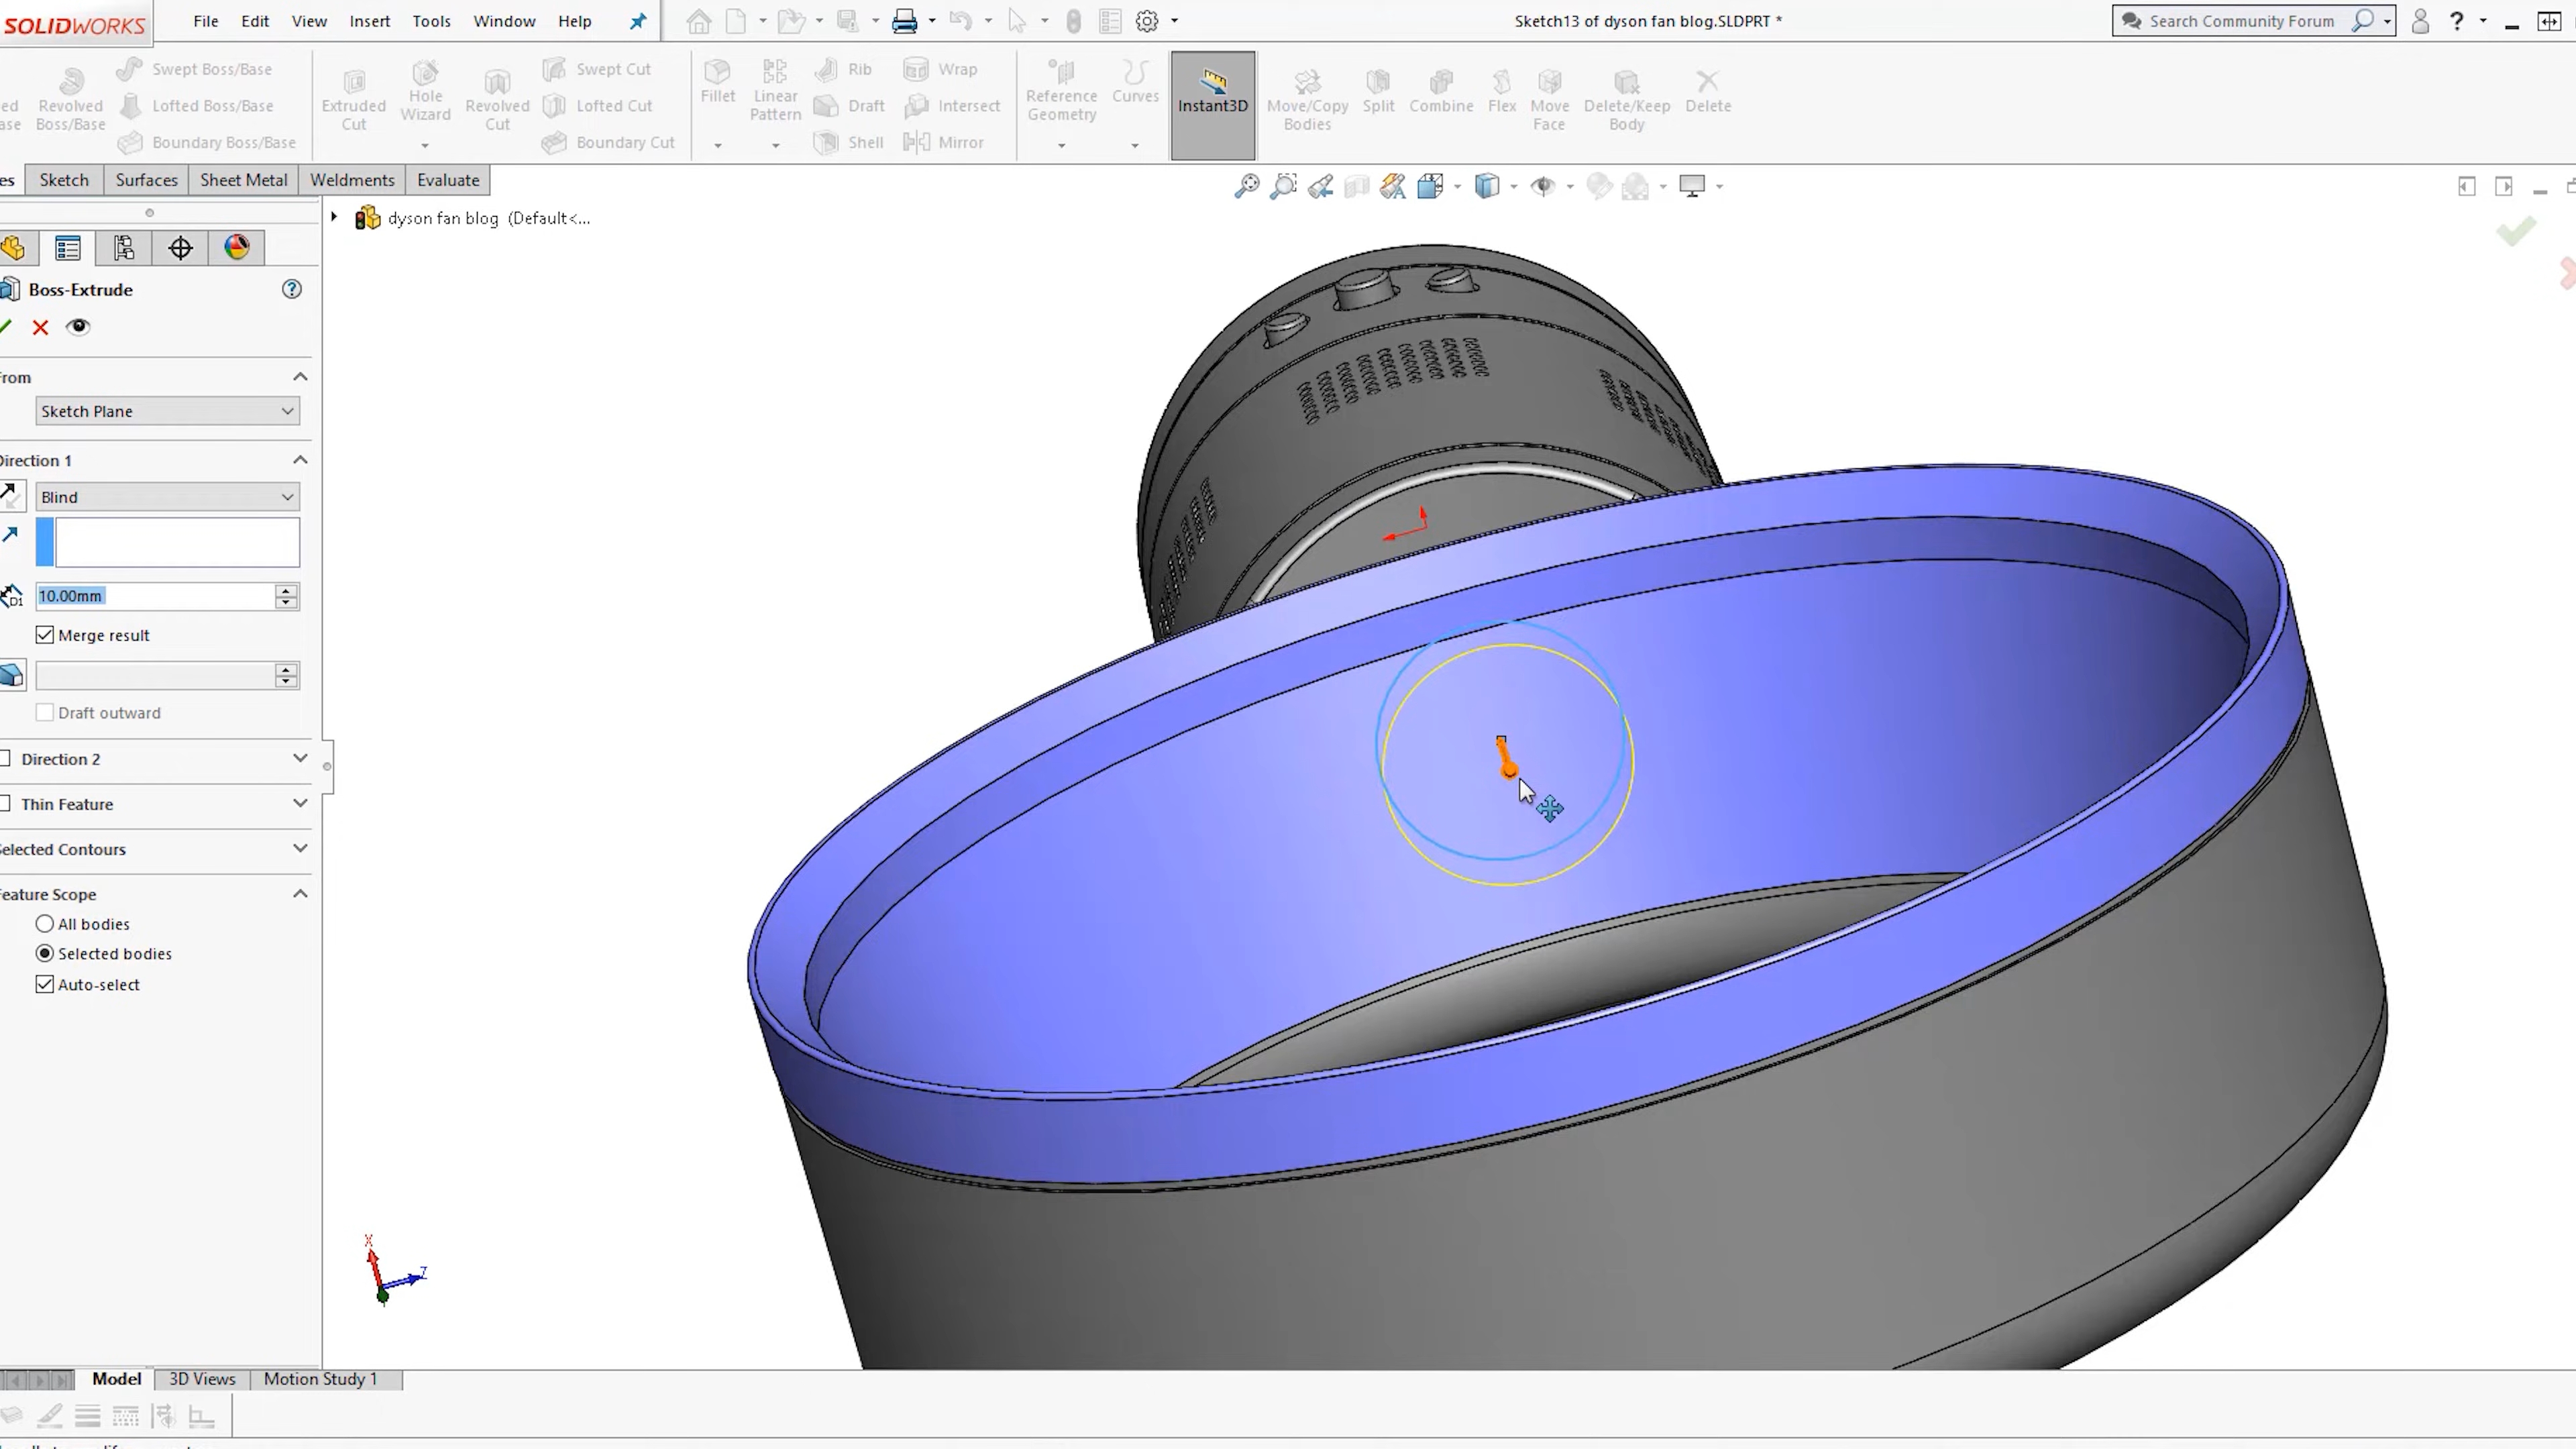 SOLIDWORKS File Edit View Insert Tools Window Help Sketch13 of dyson fan blog.SLDPRT * Search Community Forum ?
Revolved Boss/Base
Swept Boss/Base
Lofted Boss/Base
Boundary Boss/Base
Extruded Cut
Hole Wizard
Revolved Cut
Swept Cut
Lofted Cut
Boundary Cut
Fillet
Linear Pattern
Rib
Draft
Shell
Wrap
Intersect
Mirror
Reference Geometry
Curves
Instant3D
Move/Copy Bodies
Split
Combine
Flex
Move Face
Delete/Keep Body
Delete
es Sketch Surfaces Sheet Metal Weldments Evaluate
dyson fan blog (Default<...
Boss-Extrude ?
From
Sketch Plane
Direction 1
Blind
D1 10.00mm
Merge result
Draft outward
Direction 2
Thin Feature
Selected Contours
Feature Scope
All bodies
Selected bodies
Auto-select
X
Z
Model 3D Views Motion Study 1